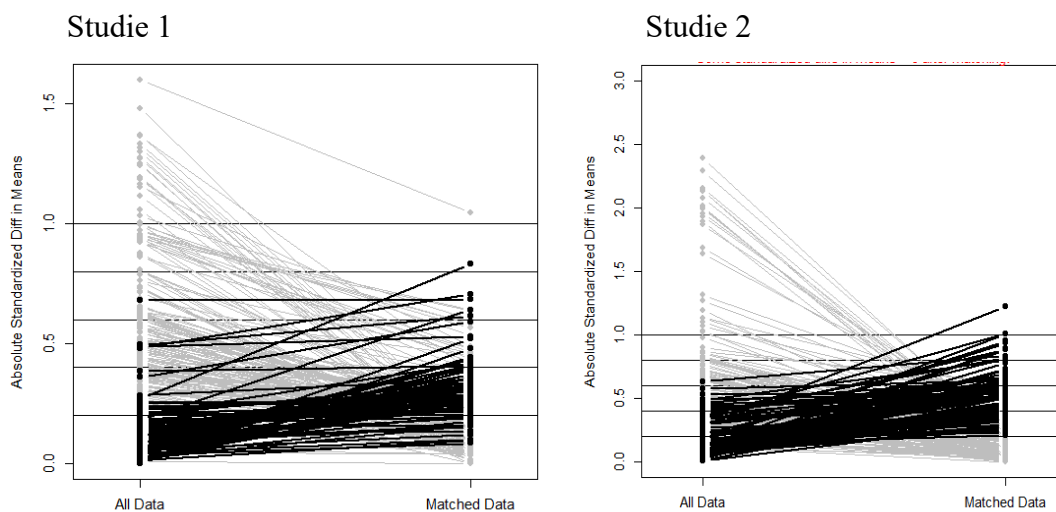 Studie 1
Studie 2
Absolute Standardized Diff in Means
1.5
1.0
0.5
0.0
All Data
Matched Data
Absolute Standardized Diff in Means
3.0
2.5
2.0
1.5
1.0
0.5
0.0
All Data
Matched Data